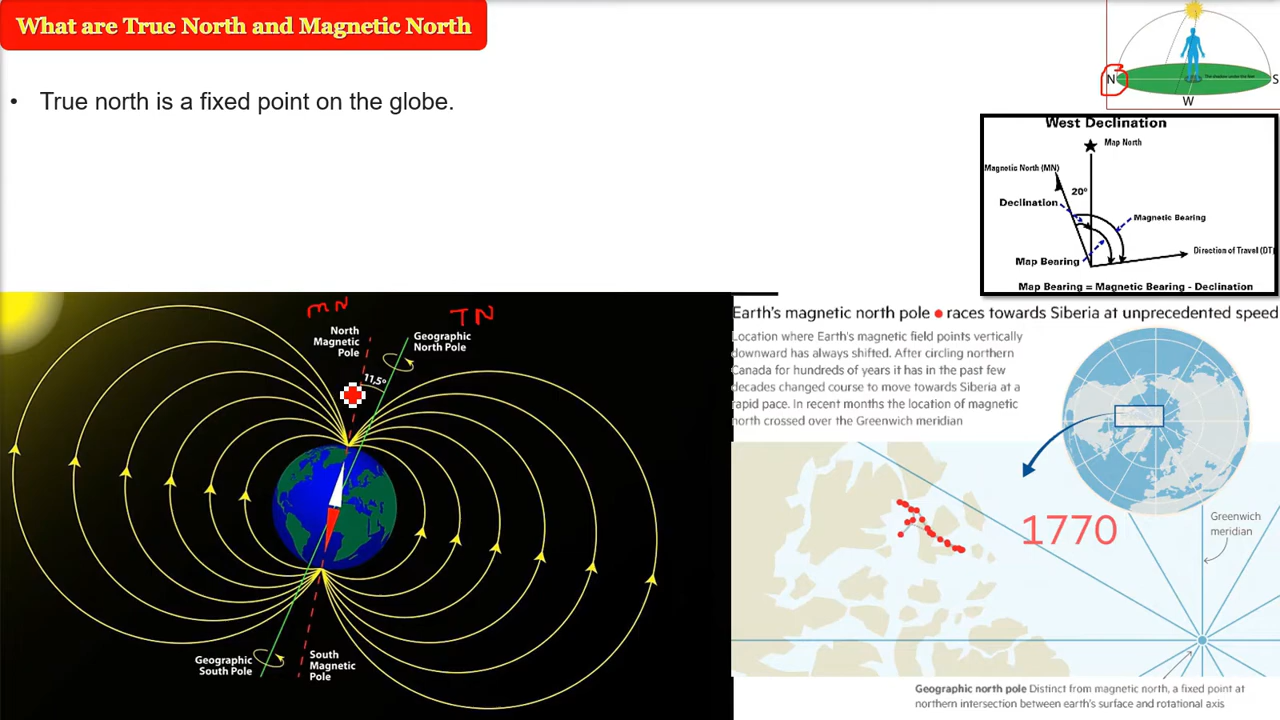 What are True North and Magnetic North
• True north is a fixed point on the globe.
N
S
W
West Declination
Map North
Magnetic North (MN)
20º
Declination
Magnetic Bearing
Direction of Travel (DT)
Map Bearing
Map Bearing = Magnetic Bearing - Declination
MN
TN
North
Magnetic
Pole
Geographic
North Pole
11,5º
Geographic
South Pole
South
Magnetic
Pole
Earth's magnetic north pole ● races towards Siberia at unprecedented speed
Location where Earth's magnetic field points vertically
downward has always shifted. After circling northern
Canada for hundreds of years it has in the past few
decades changed course to move towards Siberia at a
rapid pace. In recent months the location of magnetic
north crossed over the Greenwich meridian
1770
Greenwich
meridian
Geographic north pole Distinct from magnetic north, a fixed point at
northern intersection between earth's surface and rotational axis